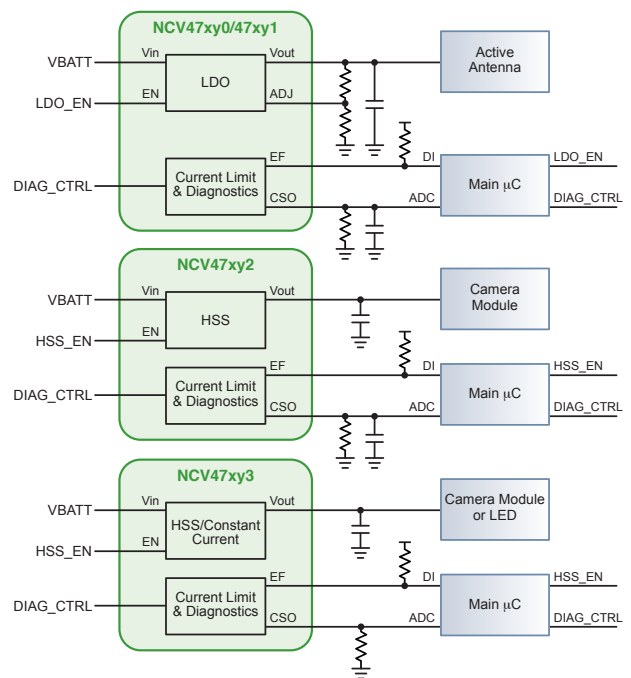 NCV47xy0/47xy1
VBATT
Vin
Vout
Active
Antenna
LDO
LDO_EN
EN
ADJ
EF
DI
LDO_EN
DIAG_CTRL
Current Limit
& Diagnostics
Main μC
CSO
ADC
DIAG_CTRL
NCV47xy2
VBATT
Vin
Vout
Camera
Module
HSS
HSS_EN
EN
EF
DI
HSS_EN
DIAG_CTRL
Current Limit
& Diagnostics
Main μC
CSO
ADC
DIAG_CTRL
NCV47xy3
VBATT
Vin
Vout
Camera Module
or LED
HSS/Constant
Current
HSS_EN
EN
EF
DI
HSS_EN
DIAG_CTRL
Current Limit
& Diagnostics
Main μC
CSO
ADC
DIAG_CTRL